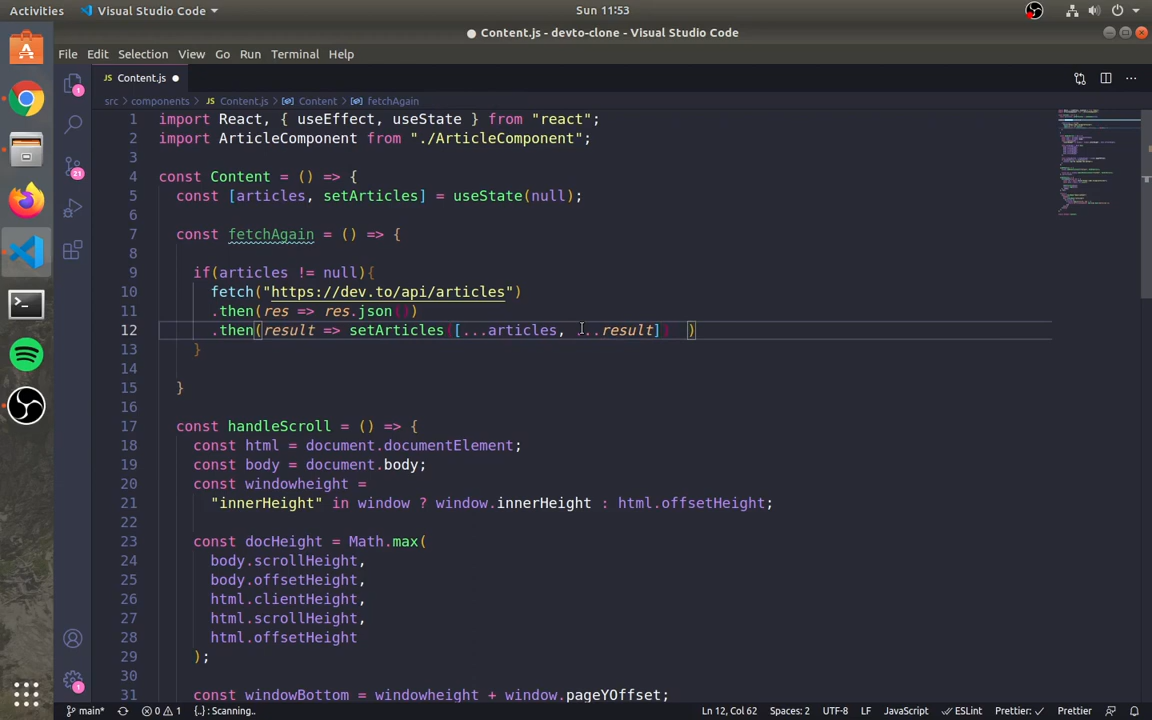 Activities
Visual Studio Code
Sun 11:53
Content.js - devto-clone - Visual Studio Code
File Edit Selection View Go Run Terminal Help
JS Content.js
src > components > JS Content.js > Content > fetchAgain
1 import React, { useEffect, useState } from "react";
2 import ArticleComponent from "./ArticleComponent";
3
4 const Content = () => {
5 const [articles, setArticles] = useState(null);
6
7 const fetchAgain = () => {
8
9 if(articles != null){
10 fetch("https://dev.to/api/articles")
11 .then(res => res.json())
12 .then(result => setArticles([...articles, ...result]) )
13 }
14
15 }
16
17 const handleScroll = () => {
18 const html = document.documentElement;
19 const body = document.body;
20 const windowheight =
21 "innerHeight" in window ? window.innerHeight : html.offsetHeight;
22
23 const docHeight = Math.max(
24 body.scrollHeight,
25 body.offsetHeight,
26 html.clientHeight,
27 html.scrollHeight,
28 html.offsetHeight
29 );
30
31 const windowBottom = windowheight + window.pageYOffset;
1
21
1
main* 0 1 {..}: Scanning.. Ln 12, Col 62 Spaces: 2 UTF-8 LF JavaScript ESLint Prettier: Prettier